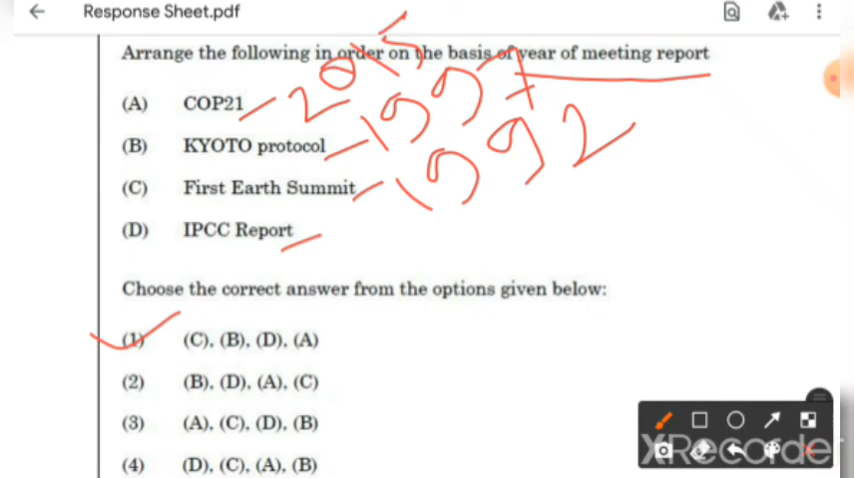 Response Sheet.pdf
Arrange the following in order on the basis of year of meeting report
(A) COP21 - 2015
(B) KYOTO protocol - 1997
(C) First Earth Summit - 1992
(D) IPCC Report -
Choose the correct answer from the options given below:
(1) (C), (B), (D), (A)
(2) (B), (D), (A), (C)
(3) (A), (C), (D), (B)
(4) (D), (C), (A), (B)
XRecorder